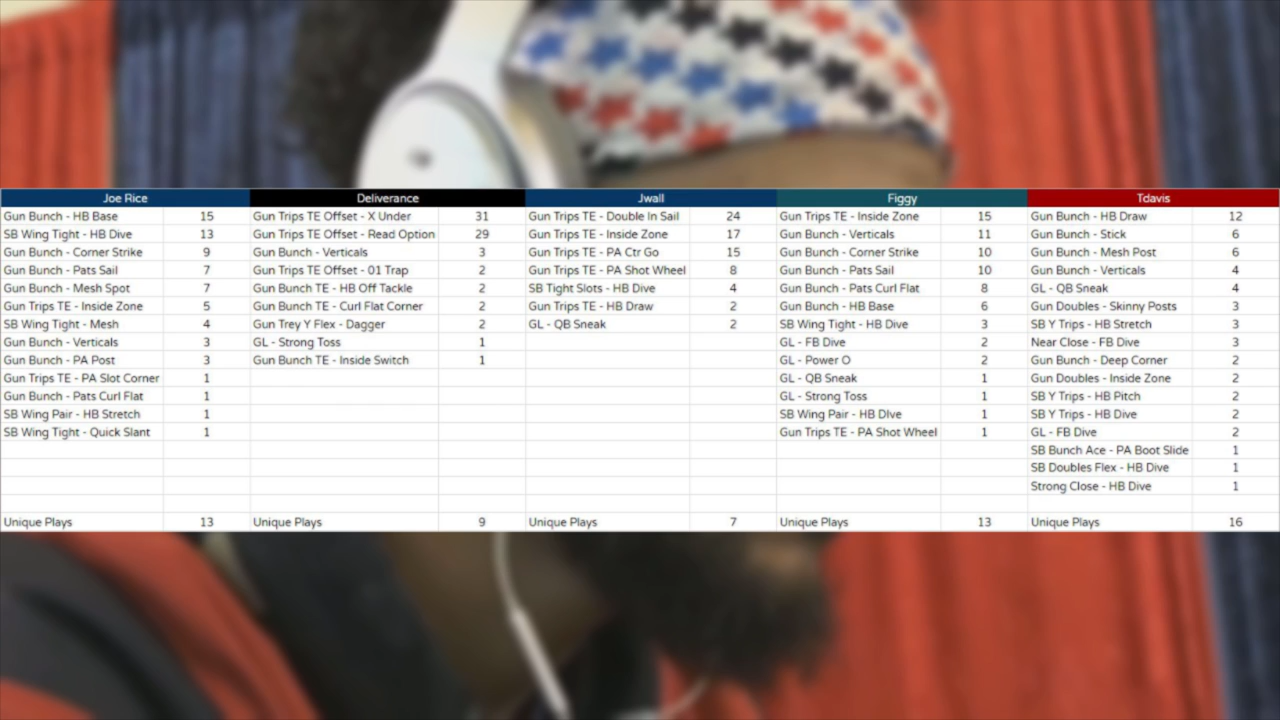 Joe Rice Deliverance Jwall Figgy Tdavis
Gun Bunch - HB Base 15 Gun Trips TE Offset - X Under 31 Gun Trips TE - Double In Sail 24 Gun Trips TE - Inside Zone 15 Gun Bunch - HB Draw 12
SB Wing Tight - HB Dive 13 Gun Trips TE Offset - Read Option 29 Gun Trips TE - Inside Zone 17 Gun Bunch - Verticals 11 Gun Bunch - Stick 6
Gun Bunch - Corner Strike 9 Gun Bunch - Verticals 3 Gun Trips TE - PA Ctr Go 15 Gun Bunch - Corner Strike 10 Gun Bunch - Mesh Post 6
Gun Bunch - Pats Sail 7 Gun Trips TE Offset - 01 Trap 2 Gun Trips TE - PA Shot Wheel 8 Gun Bunch - Pats Sail 10 Gun Bunch - Verticals 4
Gun Bunch - Mesh Spot 7 Gun Bunch TE - HB Off Tackle 2 SB Tight Slots - HB Dive 4 Gun Bunch - Pats Curl Flat 8 GL - QB Sneak 4
Gun Trips TE - Inside Zone 5 Gun Bunch TE - Curl Flat Corner 2 Gun Trips TE - HB Draw 2 Gun Bunch - HB Base 6 Gun Doubles - Skinny Posts 3
SB Wing Tight - Mesh 4 Gun Trey Y Flex - Dagger 2 GL - QB Sneak 2 SB Wing Tight - HB Dive 3 SB Y Trips - HB Stretch 3
Gun Bunch - Verticals 3 GL - Strong Toss 1 GL - FB Dive 2 Near Close - FB Dive 3
Gun Bunch - PA Post 3 Gun Bunch TE - Inside Switch 1 GL - Power O 2 Gun Bunch - Deep Corner 2
Gun Trips TE - PA Slot Corner 1 GL - QB Sneak 1 Gun Doubles - Inside Zone 2
Gun Bunch - Pats Curl Flat 1 GL - Strong Toss 1 SB Y Trips - HB Pitch 2
SB Wing Pair - HB Stretch 1 SB Wing Pair - HB DIve 1 SB Y Trips - HB Dive 2
SB Wing Tight - Quick Slant 1 Gun Trips TE - PA Shot Wheel 1 GL - FB Dive 2
SB Bunch Ace - PA Boot Slide 1
SB Doubles Flex - HB Dive 1
Strong Close - HB Dive 1
Unique Plays 13 Unique Plays 9 Unique Plays 7 Unique Plays 13 Unique Plays 16